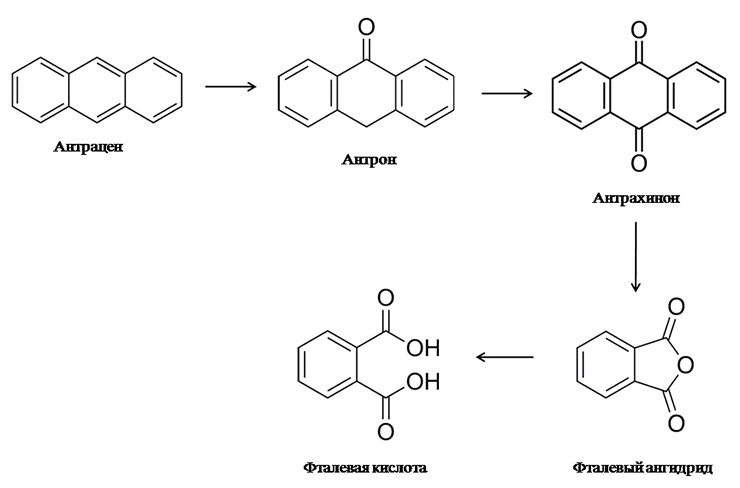 O
O
Антрацен
Антрон
O
Антрахинон
O
O
OH
O
OH
O
O
O
Фталевая кислота
Фталевый ангидрид